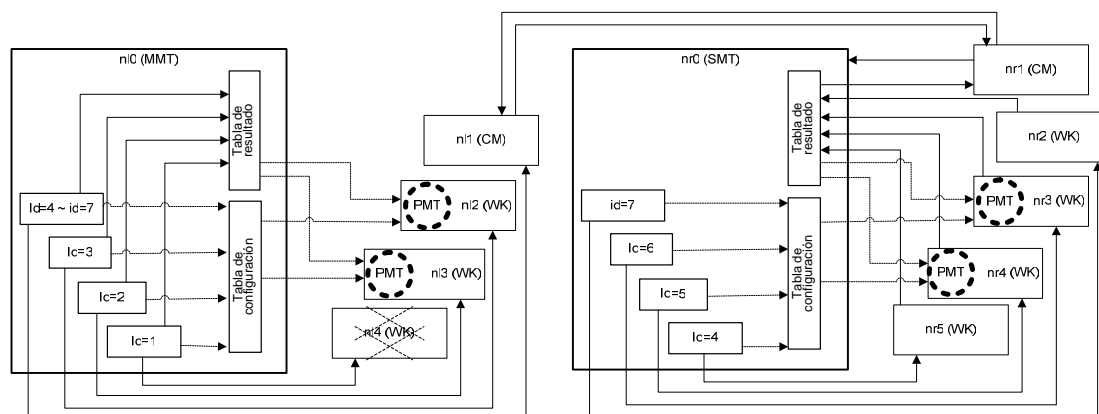 nl0 (MMT)
Tabla de
resultado
Id=4 ~ id=7
Ic=3
Ic=2
Ic=1
Tabla de
configuración
nl1 (CM)
PMT
nl2 (WK)
PMT
nl3 (WK)
nl4 (WK)
nr0 (SMT)
Tabla de
resultado
id=7
Ic=6
Ic=5
Ic=4
Tabla de
configuración
nr1 (CM)
nr2 (WK)
PMT
nr3 (WK)
PMT
nr4 (WK)
nr5 (WK)